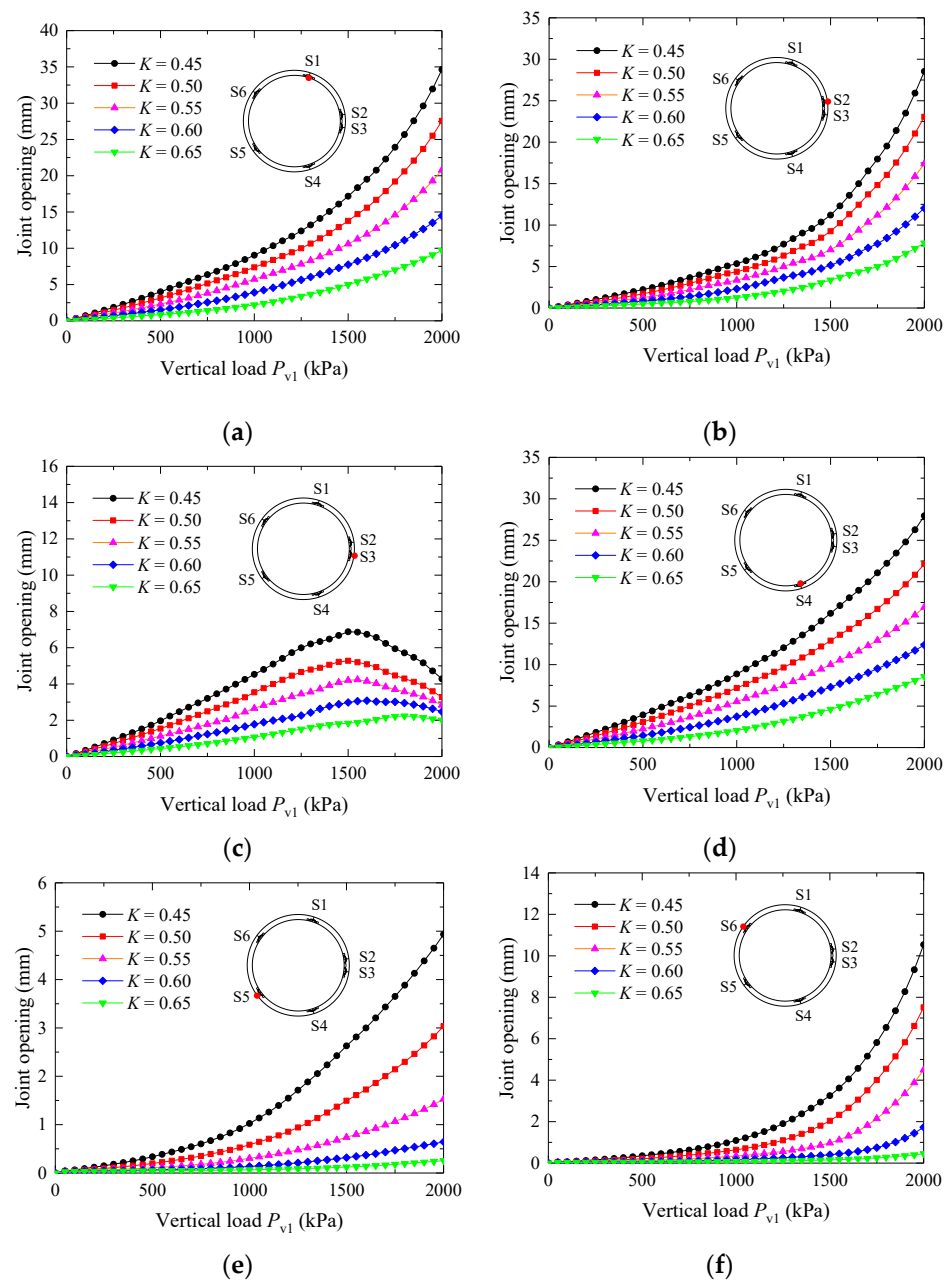 40
35
30
25
20
15
10
5
0
Joint opening (mm)
K = 0.45
K = 0.50
K = 0.55
K = 0.60
K = 0.65
S1
S2
S3
S4
S5
S6
0 500 1000 1500 2000
Vertical load Pv1 (kPa)
(a)
35
30
25
20
15
10
5
0
Joint opening (mm)
K = 0.45
K = 0.50
K = 0.55
K = 0.60
K = 0.65
S1
S2
S3
S4
S5
S6
0 500 1000 1500 2000
Vertical load Pv1 (kPa)
(b)
16
14
12
10
8
6
4
2
0
Joint opening (mm)
K = 0.45
K = 0.50
K = 0.55
K = 0.60
K = 0.65
S1
S2
S3
S4
S5
S6
0 500 1000 1500 2000
Vertical load Pv1 (kPa)
(c)
35
30
25
20
15
10
5
0
Joint opening (mm)
K = 0.45
K = 0.50
K = 0.55
K = 0.60
K = 0.65
S1
S2
S3
S4
S5
S6
0 500 1000 1500 2000
Vertical load Pv1 (kPa)
(d)
6
5
4
3
2
1
0
Joint opening (mm)
K = 0.45
K = 0.50
K = 0.55
K = 0.60
K = 0.65
S1
S2
S3
S4
S5
S6
0 500 1000 1500 2000
Vertical load Pv1 (kPa)
(e)
14
12
10
8
6
4
2
0
Joint opening (mm)
K = 0.45
K = 0.50
K = 0.55
K = 0.60
K = 0.65
S1
S2
S3
S4
S5
S6
0 500 1000 1500 2000
Vertical load Pv1 (kPa)
(f)